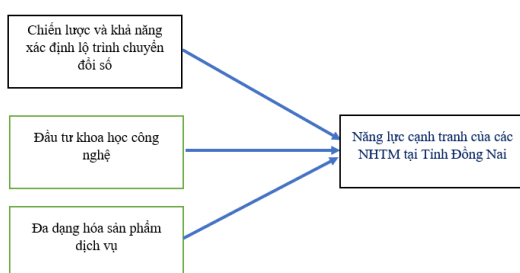 Chiến lược và khả năng
xác định lộ trình chuyển
đổi số
Đầu tư khoa học công
nghệ
Đa dạng hóa sản phẩm
dịch vụ
Năng lực cạnh tranh của các
NHTM tại Tỉnh Đồng Nai